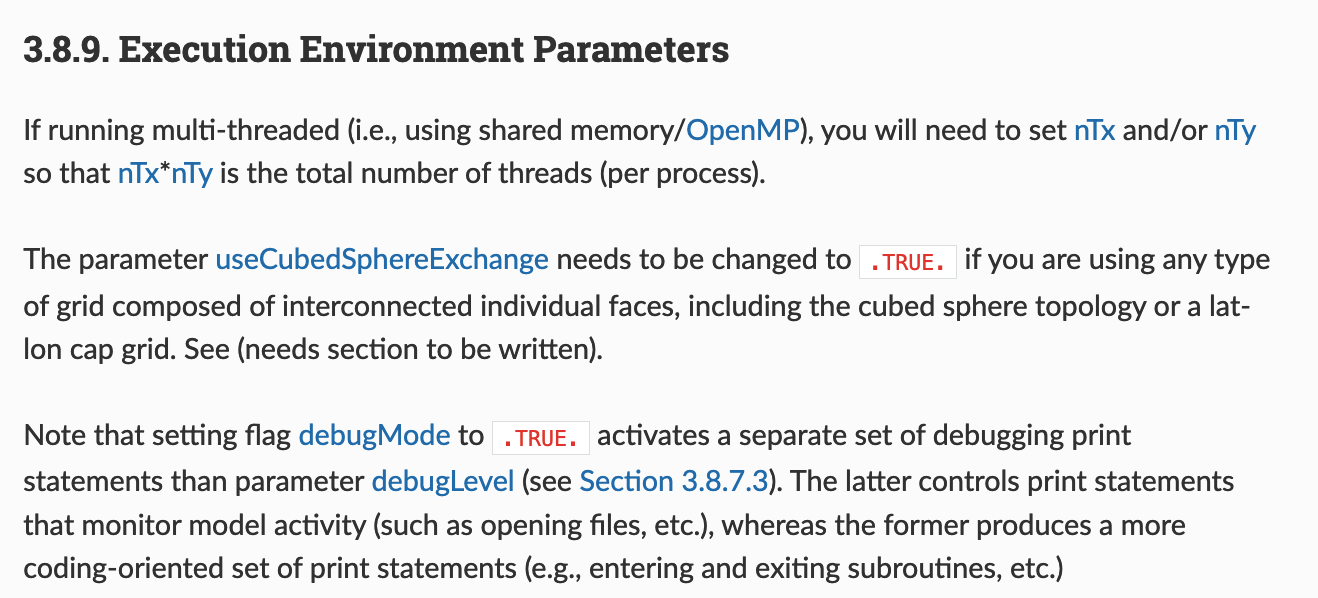 3.8.9. Execution Environment Parameters
If running multi-threaded (i.e., using shared memory/OpenMP), you will need to set nTx and/or nTy
so that nTx*nTy is the total number of threads (per process).
The parameter useCubedSphereExchange needs to be changed to .TRUE. if you are using any type
of grid composed of interconnected individual faces, including the cubed sphere topology or a lat-
lon cap grid. See (needs section to be written).
Note that setting flag debugMode to .TRUE. activates a separate set of debugging print
statements than parameter debugLevel (see Section 3.8.7.3). The latter controls print statements
that monitor model activity (such as opening files, etc.), whereas the former produces a more
coding-oriented set of print statements (e.g., entering and exiting subroutines, etc.)